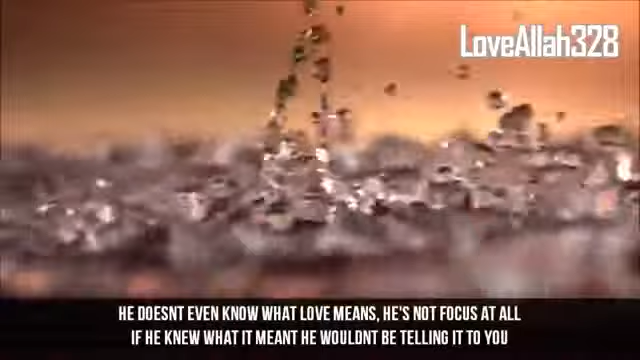 LoveAllah328
HE DOESNT EVEN KNOW WHAT LOVE MEANS, HE'S NOT FOCUS AT ALL
IF HE KNEW WHAT IT MEANT HE WOULDNT BE TELLING IT TO YOU